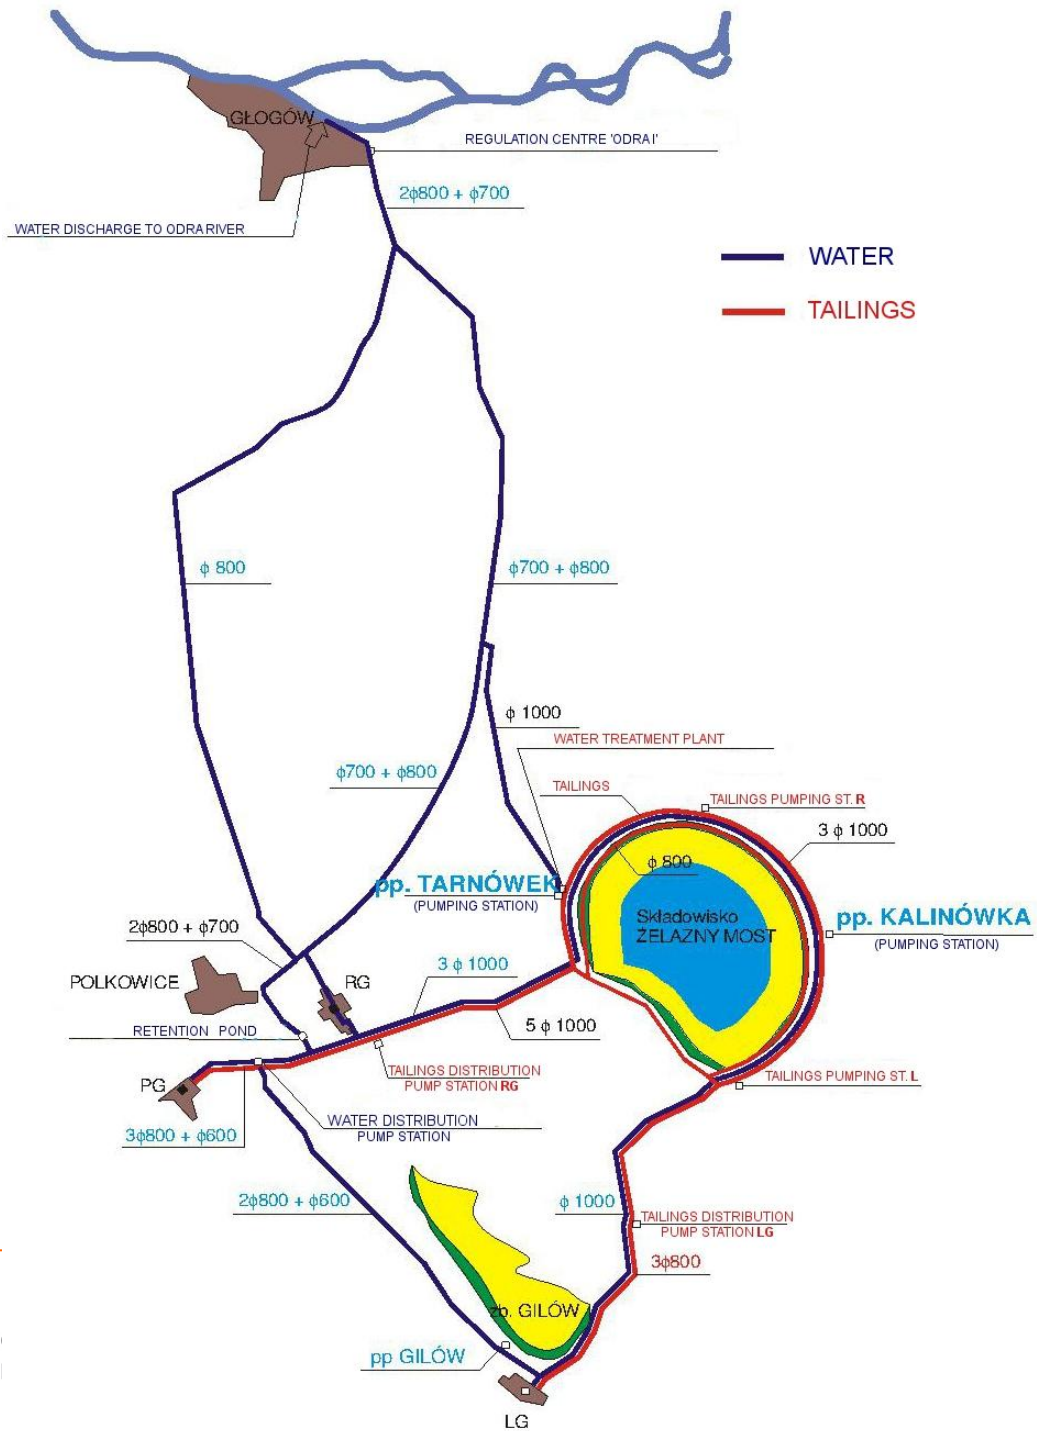 GŁOGÓW
REGULATION CENTRE 'ODRA I'
2ϕ800 + ϕ700
WATER DISCHARGE TO ODRA RIVER
WATER
TAILINGS
ϕ 800
ϕ700 + ϕ800
ϕ 1000
WATER TREATMENT PLANT
ϕ700 + ϕ800
TAILINGS
TAILINGS PUMPING ST. R
3 ϕ 1000
ϕ 800
pp. TARNÓWEK
(PUMPING STATION)
Składowisko
ŻELAZNY MOST
pp. KALINÓWKA
(PUMPING STATION)
2ϕ800 + ϕ700
POLKOWICE
RG
3 ϕ 1000
RETENTION POND
5 ϕ 1000
TAILINGS DISTRIBUTION
PUMP STATION RG
TAILINGS PUMPING ST. L
PG
3ϕ800 + ϕ600
WATER DISTRIBUTION
PUMP STATION
2ϕ800 + ϕ600
ϕ 1000
TAILINGS DISTRIBUTION
PUMP STATION LG
3ϕ800
zb. GILÓW
pp GILÓW
LG